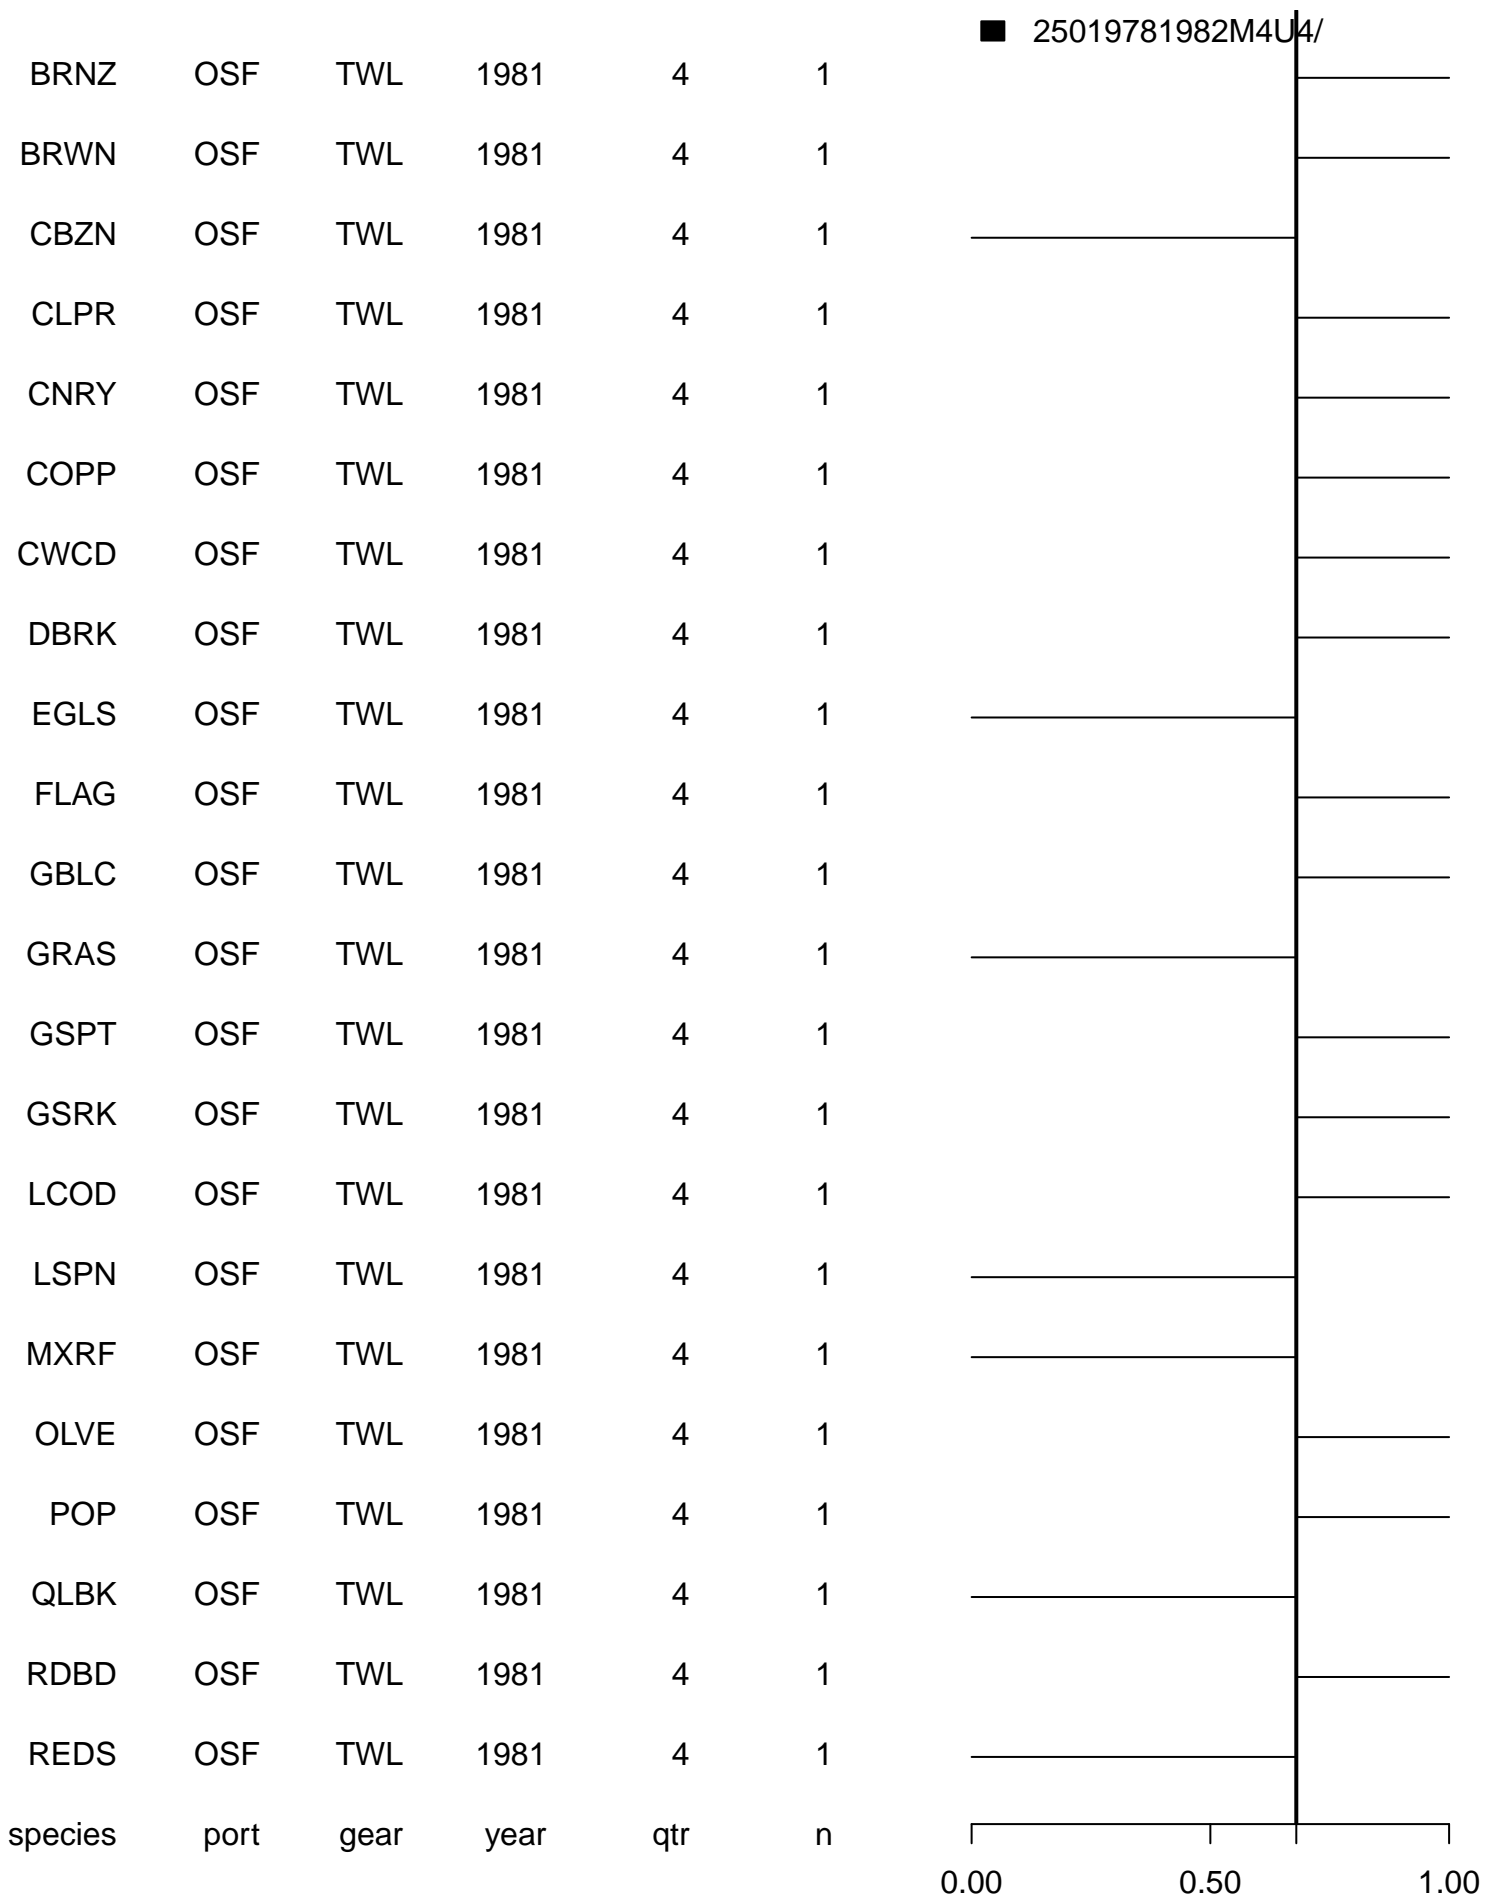 25019781982M4U4/
BRNZ OSF TWL 1981 4 1
BRWN OSF TWL 1981 4 1
CBZN OSF TWL 1981 4 1
CLPR OSF TWL 1981 4 1
CNRY OSF TWL 1981 4 1
COPP OSF TWL 1981 4 1
CWCD OSF TWL 1981 4 1
DBRK OSF TWL 1981 4 1
EGLS OSF TWL 1981 4 1
FLAG OSF TWL 1981 4 1
GBLC OSF TWL 1981 4 1
GRAS OSF TWL 1981 4 1
GSPT OSF TWL 1981 4 1
GSRK OSF TWL 1981 4 1
LCOD OSF TWL 1981 4 1
LSPN OSF TWL 1981 4 1
MXRF OSF TWL 1981 4 1
OLVE OSF TWL 1981 4 1
POP OSF TWL 1981 4 1
QLBK OSF TWL 1981 4 1
RDBD OSF TWL 1981 4 1
REDS OSF TWL 1981 4 1
species port gear year qtr n
0.00 0.50 1.00